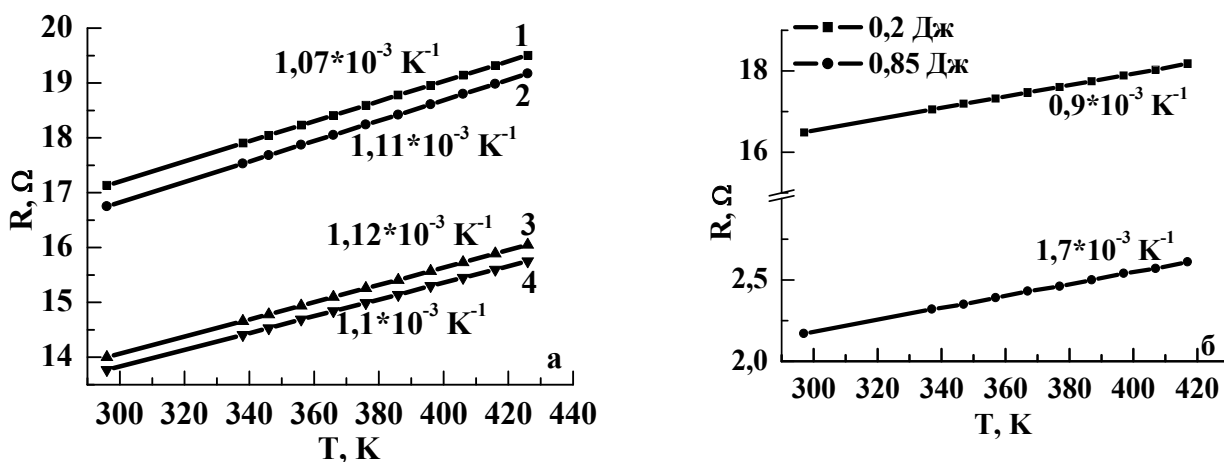 20
19
18
17
16
15
14
R, Ω
1,07*10⁻³ K⁻¹
1
2
1,11*10⁻³ K⁻¹
1,12*10⁻³ K⁻¹
3
4
1,1*10⁻³ K⁻¹
а
300 320 340 360 380 400 420 440
T, K
0,2 Дж
0,85 Дж
18
16
2,5
2,0
R, Ω
0,9*10⁻³ K⁻¹
1,7*10⁻³ K⁻¹
б
300 320 340 360 380 400 420
T, K